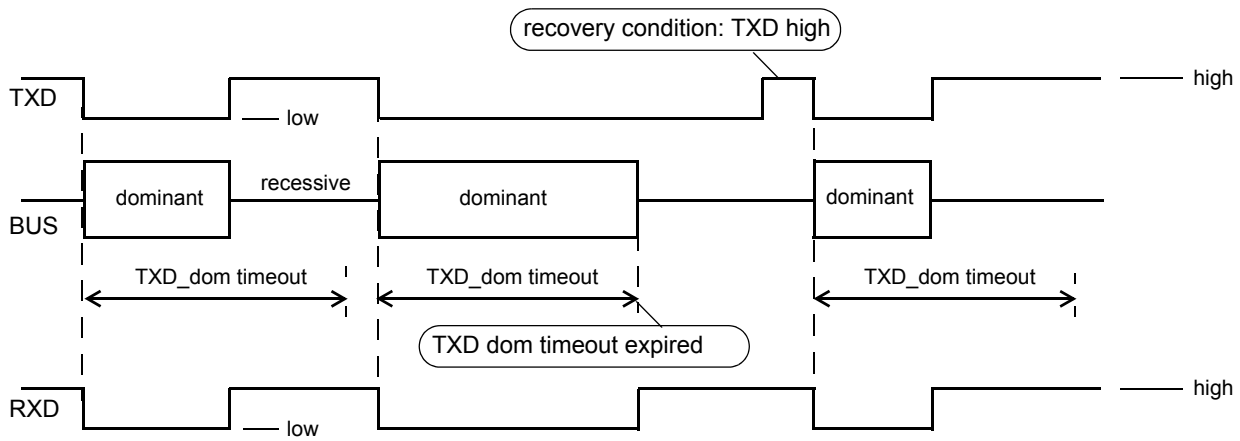 recovery condition: TXD high
TXD
high
low
dominant
recessive
dominant
dominant
BUS
TXD_dom timeout
TXD_dom timeout
TXD_dom timeout
TXD dom timeout expired
high
RXD
low